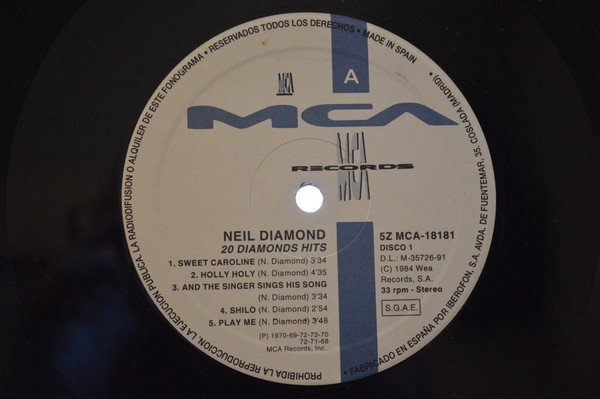 RESERVADOS TODOS LOS DERECHOS • MADE IN SPAIN
PROHIBIDA LA REPRODUCCION, LA EJECUCION PUBLICA, LA RADIODIFUSION O ALQUILER DE ESTE FONOGRAMA •
A
MCA
MCA
MCA
RECORDS
NEIL DIAMOND
20 DIAMONDS HITS
1. SWEET CAROLINE (N. Diamond) 3'34
2. HOLLY HOLY (N. Diamond) 4'35
3. AND THE SINGER SINGS HIS SONG
(N. Diamond) 3'34
4. SHILO (N. Diamond) 2'54
5. PLAY ME (N. Diamond) 3'48
(P) 1970-69-72-73-70
72-71-68
MCA Records, Inc.
5Z MCA-18181
DISCO 1
D.L.: M-35726-91
(C) 1984 Wea
Records, S.A.
33 rpm - Stereo
S.G.A.E.
• FABRICADO EN ESPAÑA POR IBEROFON, S.A. AVDA. DE FUENTEMAR, 35. COSLADA (MADRID)